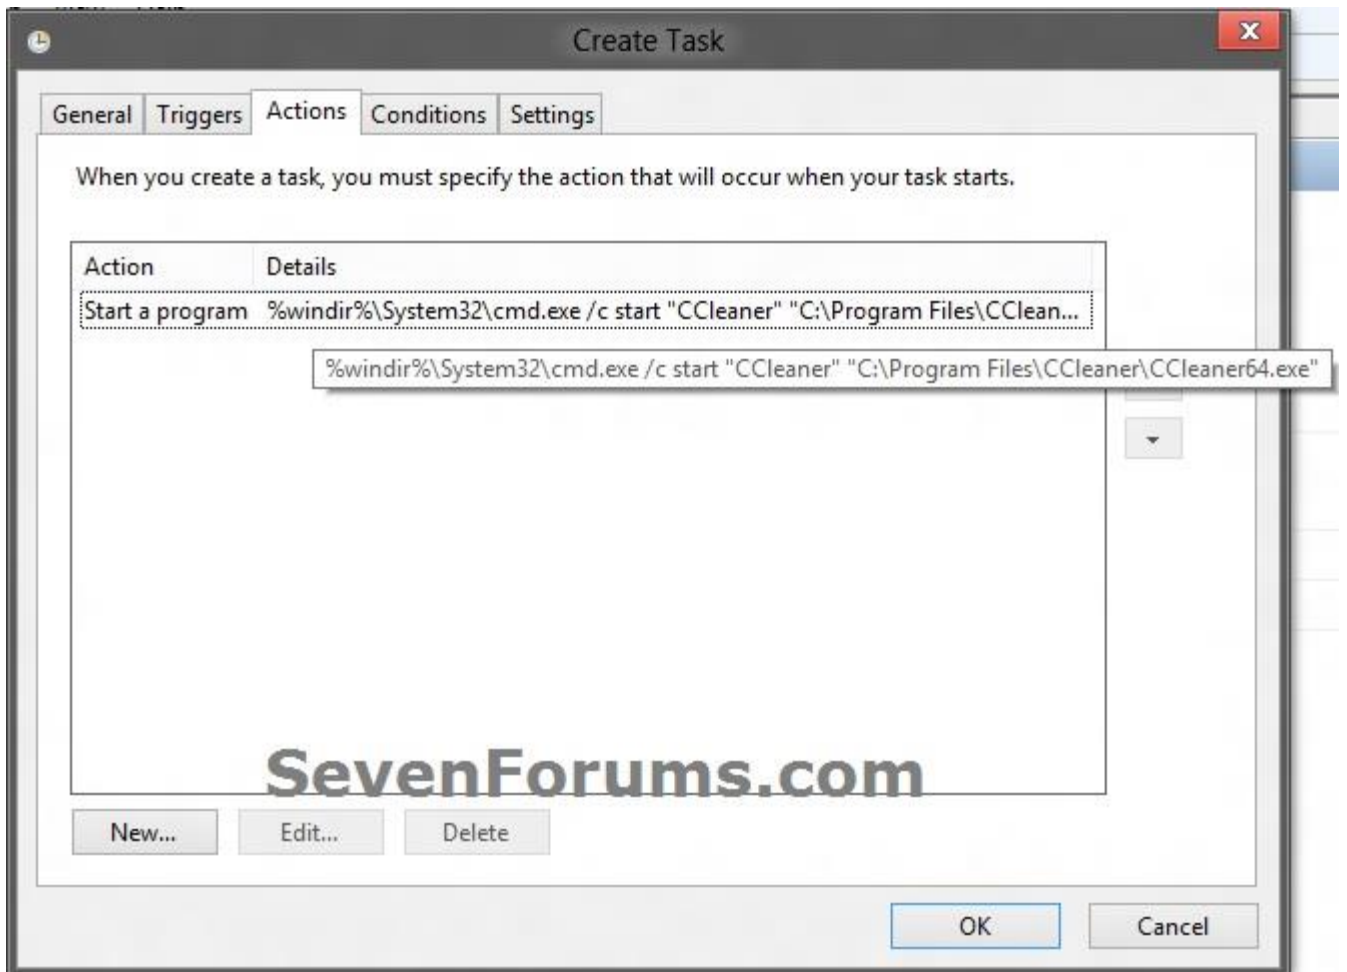 Create Task
General Triggers Actions Conditions Settings
When you create a task, you must specify the action that will occur when your task starts.
Action Details
Start a program %windir%\System32\cmd.exe /c start "CCleaner" "C:\Program Files\CClean...
%windir%\System32\cmd.exe /c start "CCleaner" "C:\Program Files\CCleaner\CCleaner64.exe"
SevenForums.com
New... Edit... Delete
OK Cancel